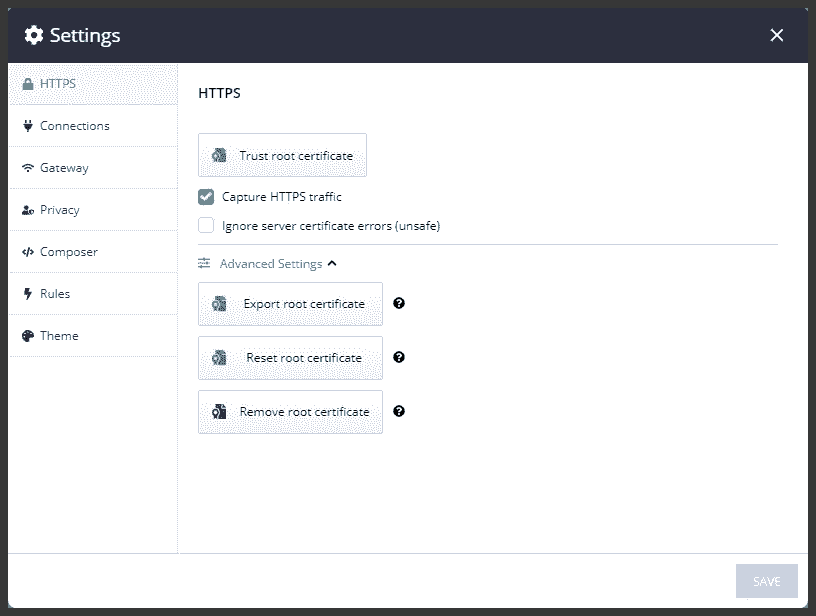 Settings
HTTPS
Connections
Gateway
Privacy
Composer
Rules
Theme
HTTPS
Trust root certificate
Capture HTTPS traffic
Ignore server certificate errors (unsafe)
Advanced Settings
Export root certificate
Reset root certificate
Remove root certificate
SAVE